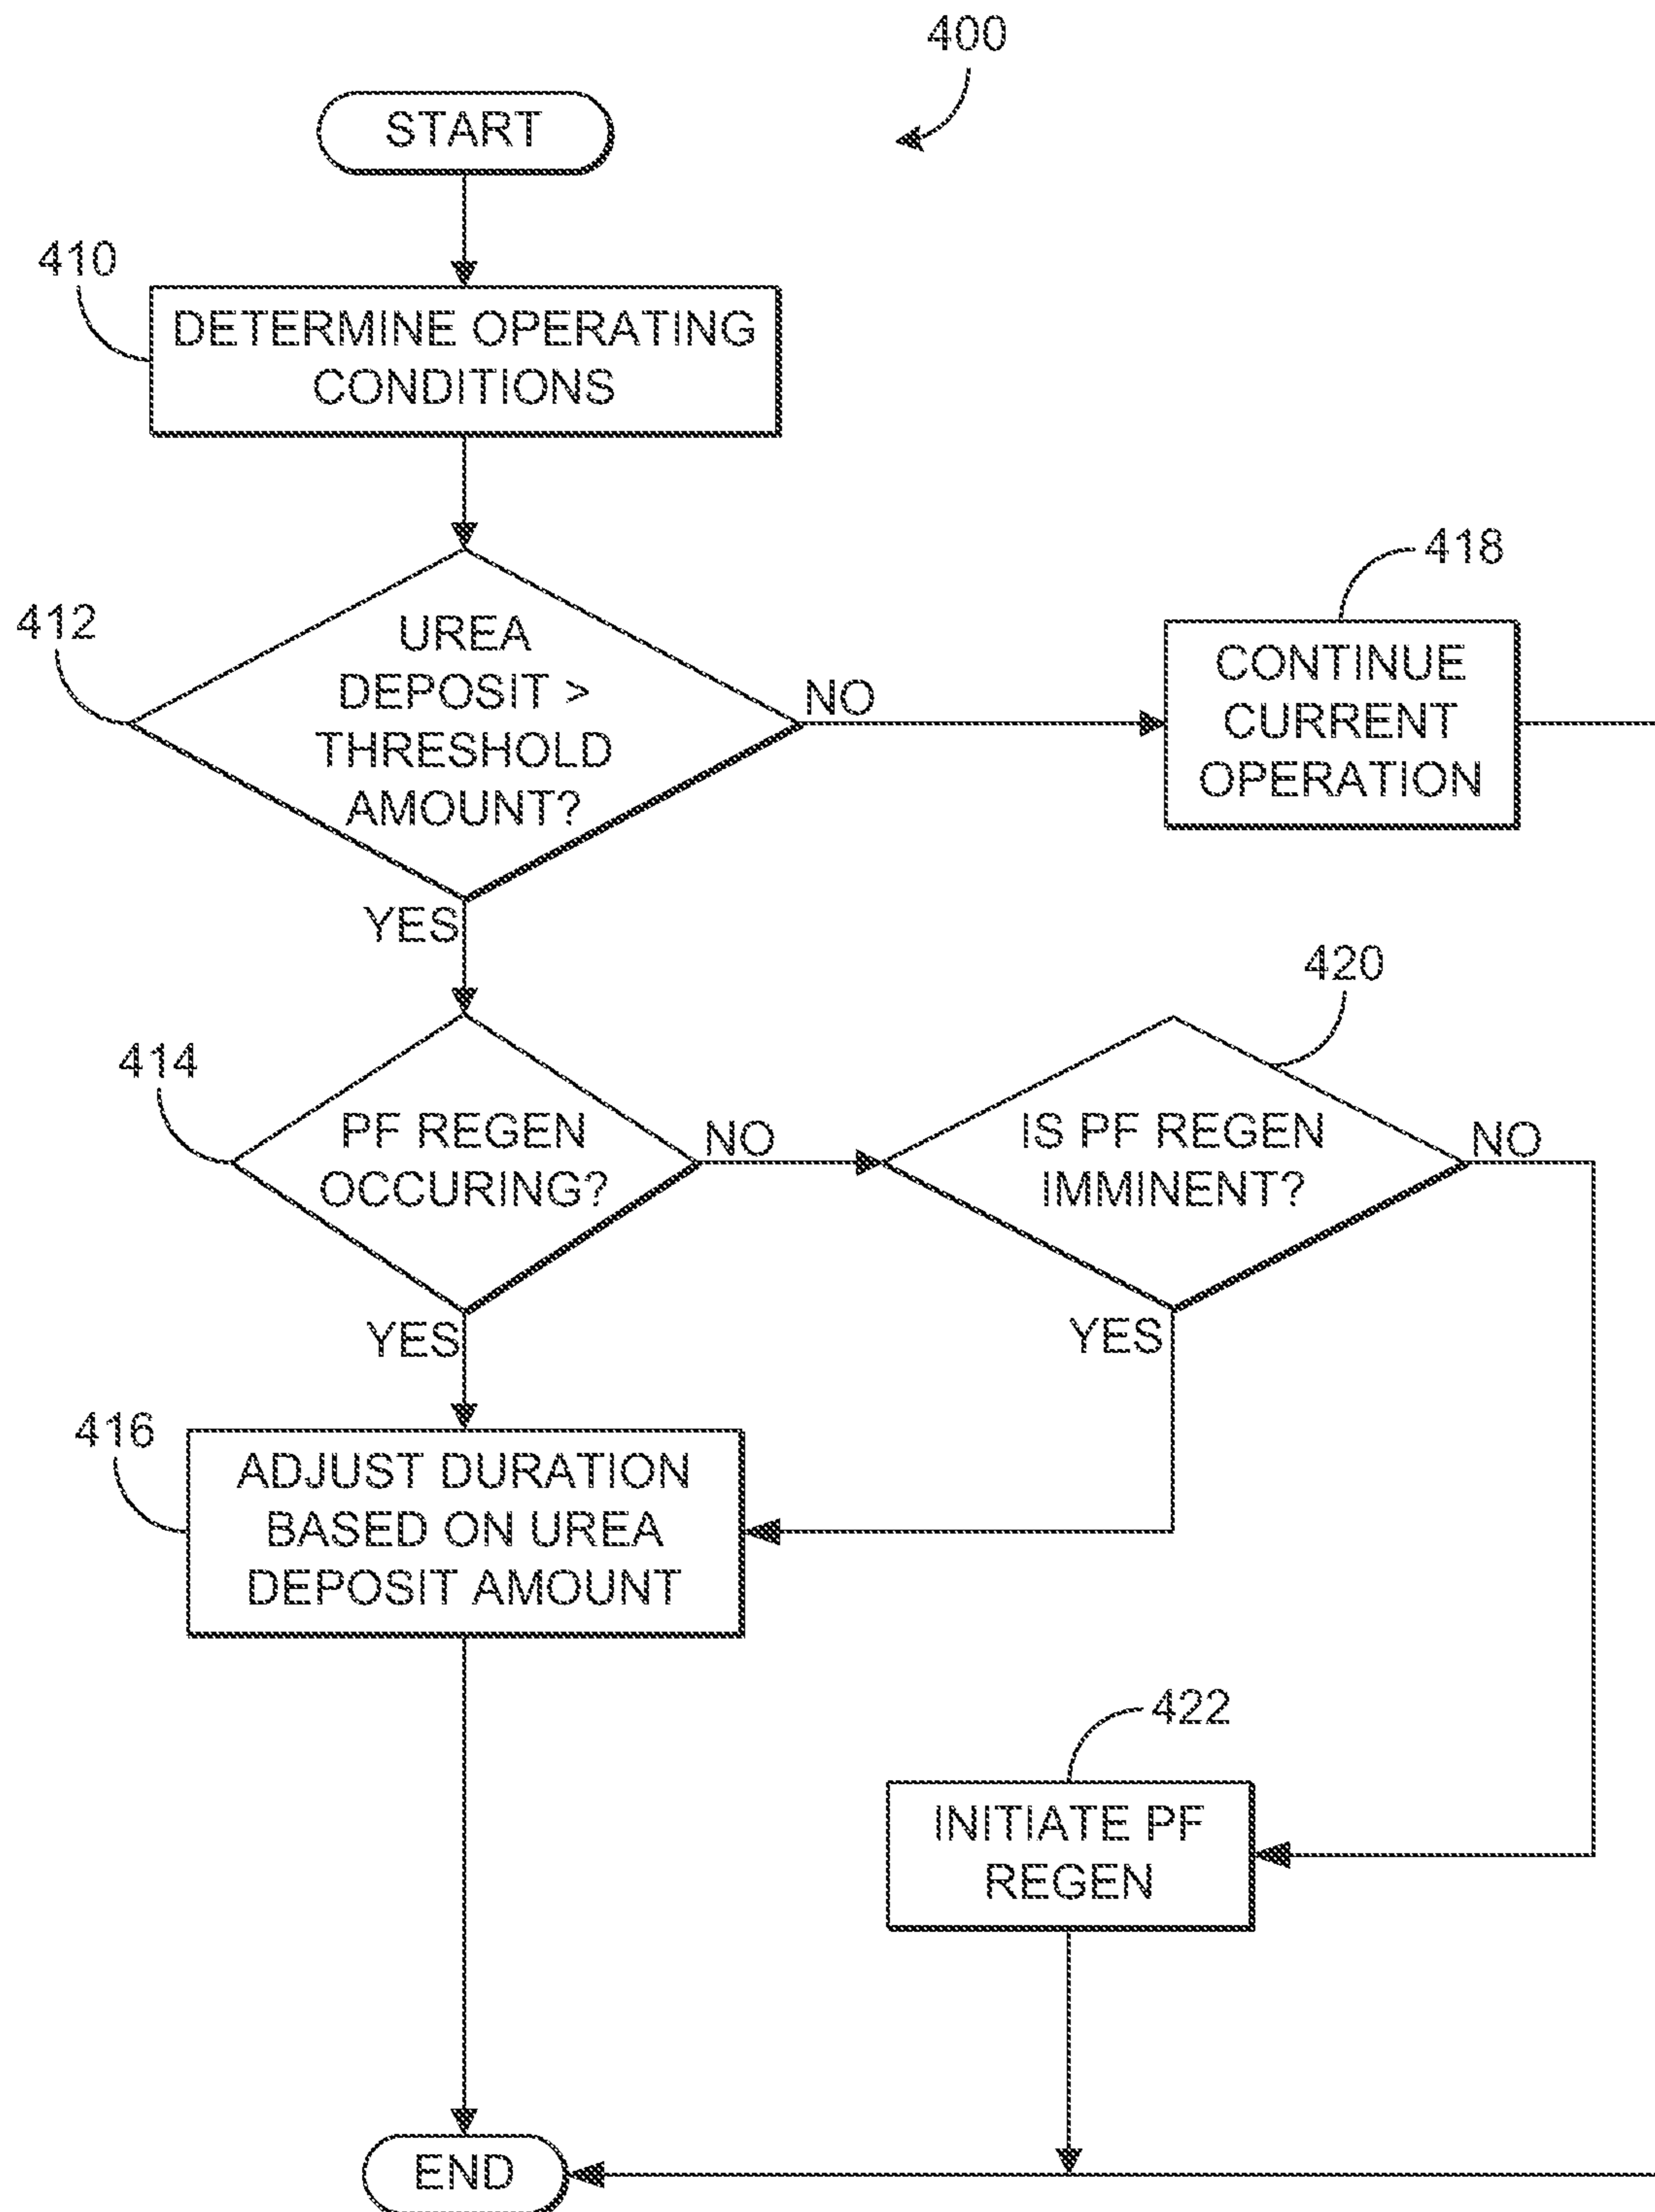 400
START
410
DETERMINE OPERATING
CONDITIONS
412
UREA
DEPOSIT >
THRESHOLD
AMOUNT?
NO
418
CONTINUE
CURRENT
OPERATION
YES
414
PF REGEN
OCCURING?
NO
420
IS PF REGEN
IMMINENT?
NO
YES
YES
416
ADJUST DURATION
BASED ON UREA
DEPOSIT AMOUNT
422
INITIATE PF
REGEN
END